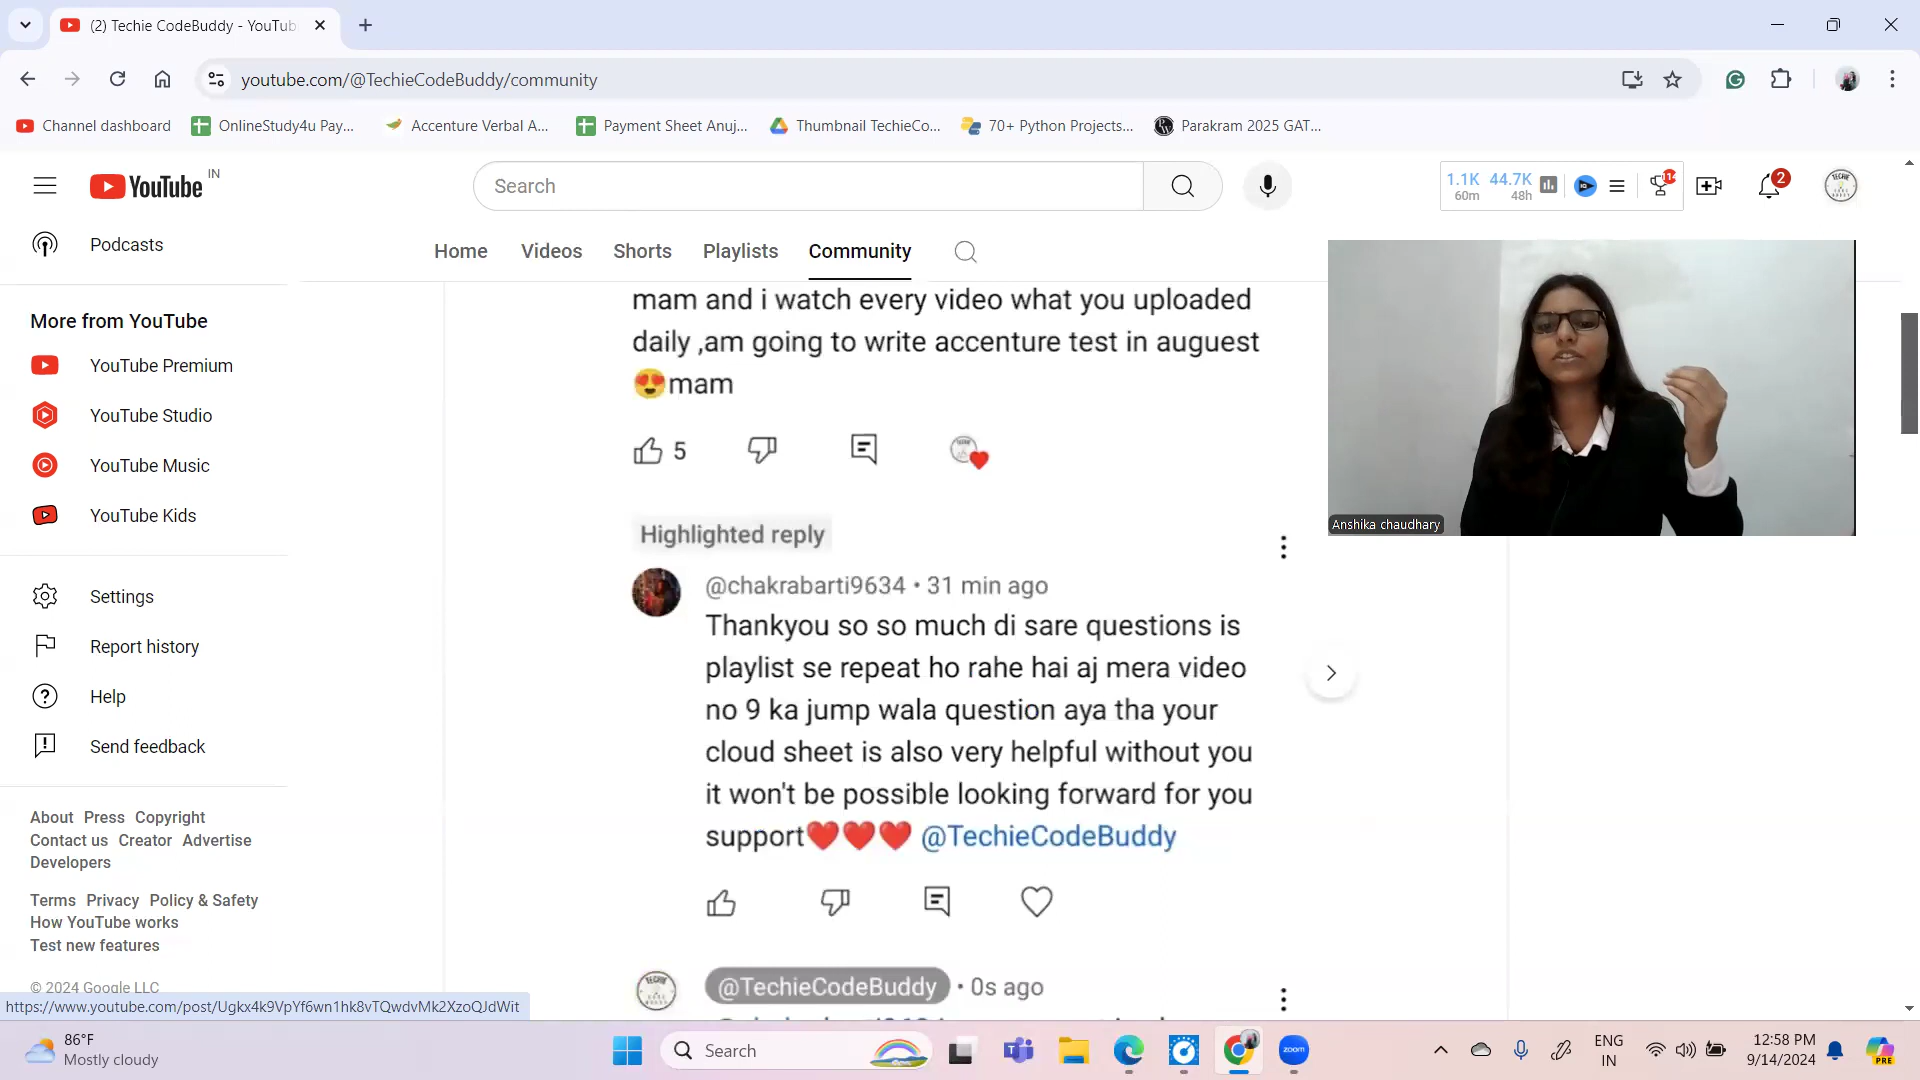 (2) Techie CodeBuddy - YouTub
youtube.com/@TechieCodeBuddy/community
Channel dashboard
OnlineStudy4u Pay...
Accenture Verbal A...
Payment Sheet Anuj...
Thumbnail TechieCo...
70+ Python Projects...
Parakram 2025 GAT...
YouTube IN
Search
1.1K 44.7K
60m 48h
2
Podcasts
Home Videos Shorts Playlists Community
More from YouTube
YouTube Premium
YouTube Studio
YouTube Music
YouTube Kids
Settings
Report history
Help
Send feedback
About Press Copyright
Contact us Creator Advertise
Developers
Terms Privacy Policy & Safety
How YouTube works
Test new features
© 2024 Google LLC
https://www.youtube.com/post/Ugkx4k9VpYf6wn1hk8vTQwdvMk2XzoQJdWit
mam and i watch every video what you uploaded
daily ,am going to write accenture test in auguest
😍mam
5
Highlighted reply
@chakrabarti9634 • 31 min ago
Thankyou so so much di sare questions is
playlist se repeat ho rahe hai aj mera video
no 9 ka jump wala question aya tha your
cloud sheet is also very helpful without you
it won't be possible looking forward for you
support❤️❤️❤️ @TechieCodeBuddy
@TechieCodeBuddy • 0s ago
Anshika chaudhary
86°F
Mostly cloudy
Search
zoom
ENG
IN
12:58 PM
9/14/2024
PRE